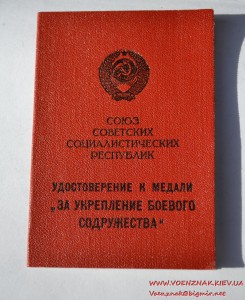 СОЮЗ
СОВЕТСКИХ
СОЦИАЛИСТИЧЕСКИХ
РЕСПУБЛИК
УДОСТОВЕРЕНИЕ К МЕДАЛИ
„ЗА УКРЕПЛЕНИЕ БОЕВОГО
СОДРУЖЕСТВА“
WWW.VOENZNAK.KIEV.UA
Voenznak@bigmir.net